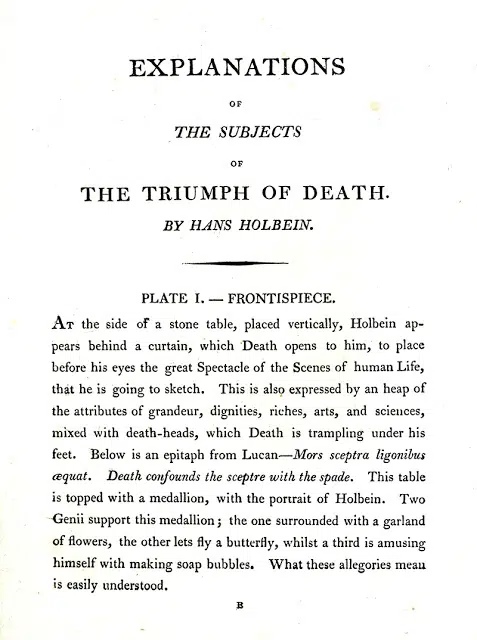 EXPLANATIONS
OF
THE SUBJECTS
OF
THE TRIUMPH OF DEATH.
BY HANS HOLBEIN.
PLATE I. — FRONTISPIECE.
At the side of a stone table, placed vertically, Holbein ap-
pears behind a curtain, which Death opens to him, to place
before his eyes the great Spectacle of the Scenes of human Life,
that he is going to sketch. This is also expressed by an heap of
the attributes of grandeur, dignities, riches, arts, and sciences,
mixed with death-heads, which Death is trampling under his
feet. Below is an epitaph from Lucan—Mors sceptra ligonibus
æquat. Death confounds the sceptre with the spade. This table
is topped with a medallion, with the portrait of Holbein. Two
Genii support this medallion; the one surrounded with a garland
of flowers, the other lets fly a butterfly, whilst a third is amusing
himself with making soap bubbles. What these allegories mean
is easily understood.
B